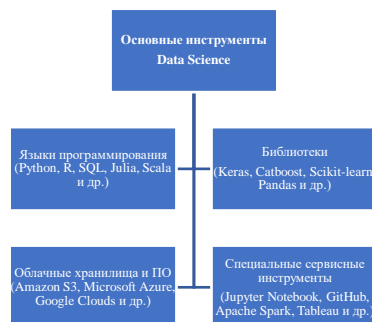 Основные инструменты
Data Science
Языки программирования
(Python, R, SQL, Julia, Scala
и др.)
Библиотеки
(Keras, Catboost, Scikit-learn
Pandas и др.)
Облачные хранилища и ПО
(Amazon S3, Microsoft Azure,
Google Clouds и др.)
Специальные сервисные
инструменты
(Jupyter Notebook, GitHub,
Apache Spark, Tableau и др.)